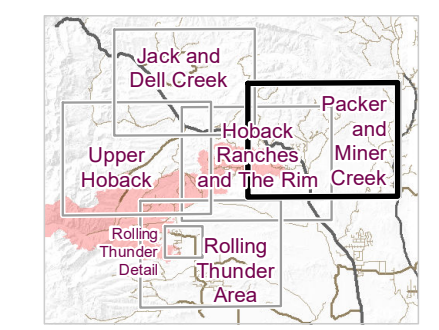 Jack and
Dell Creek
Packer
and
Miner
Creek
Hoback
Ranches
and The Rim
Upper
Hoback
Rolling
Thunder
Detail
Rolling
Thunder
Area